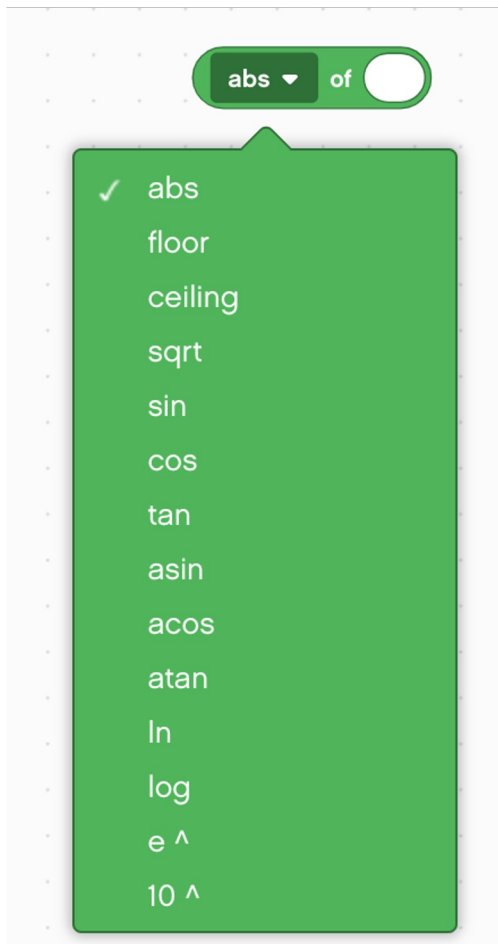 abs of
abs
floor
ceiling
sqrt
sin
cos
tan
asin
acos
atan
ln
log
e ^
10 ^